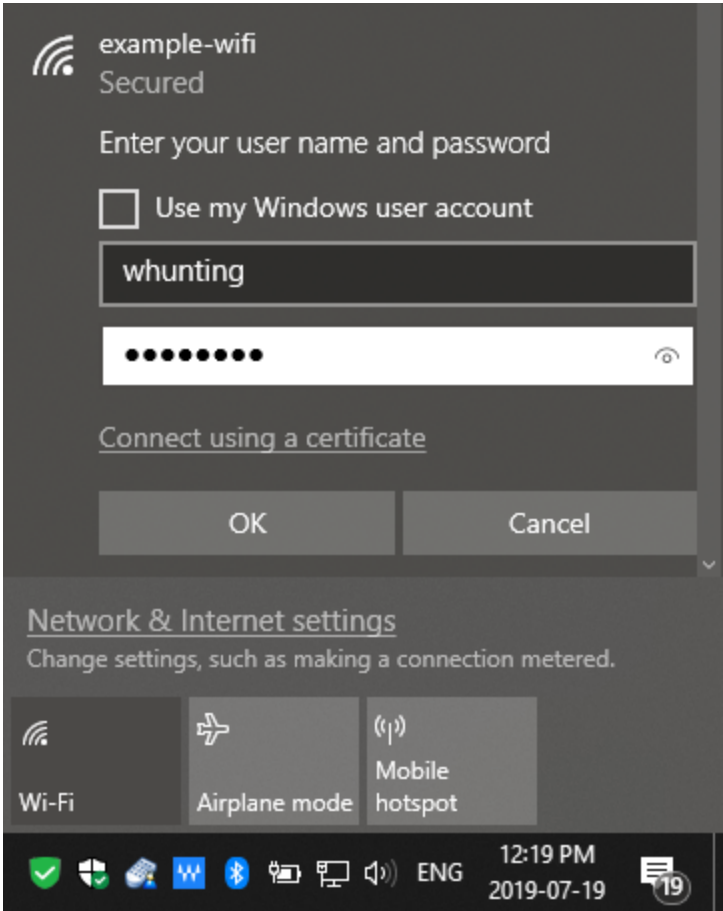 example-wifi
Secured
Enter your user name and password
Use my Windows user account
whunting
••••••••
Connect using a certificate
OK
Cancel
Network & Internet settings
Change settings, such as making a connection metered.
Wi-Fi
Airplane mode
Mobile
hotspot
W
ENG
12:19 PM
2019-07-19
19